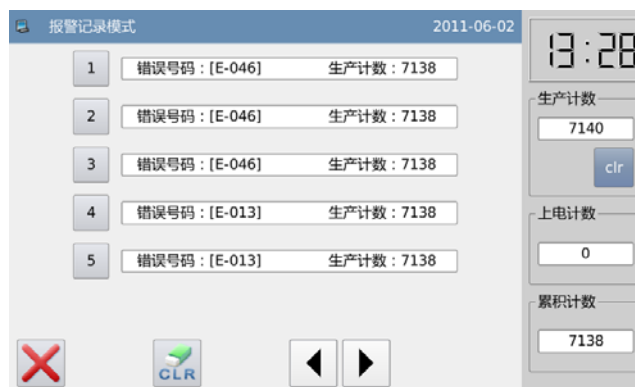 报警记录模式 2011-06-02
13:28
1 错误号码：[E-046] 生产计数：7138
2 错误号码：[E-046] 生产计数：7138
3 错误号码：[E-046] 生产计数：7138
4 错误号码：[E-013] 生产计数：7138
5 错误号码：[E-013] 生产计数：7138
CLR
生产计数
7140
clr
上电计数
0
累积计数
7138